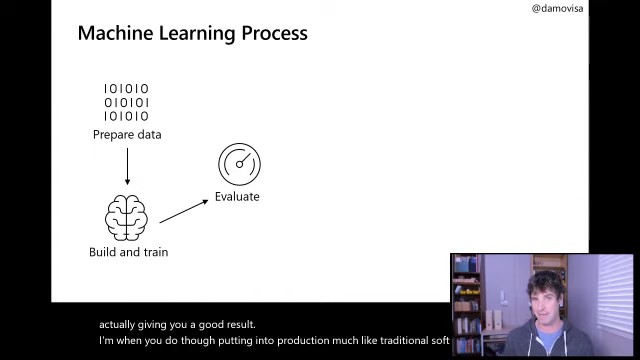 @damovisa
Machine Learning Process
101010
010101
101010
Prepare data
Evaluate
Build and train
actually giving you a good result.
I'm when you do though putting into production much like traditional soft